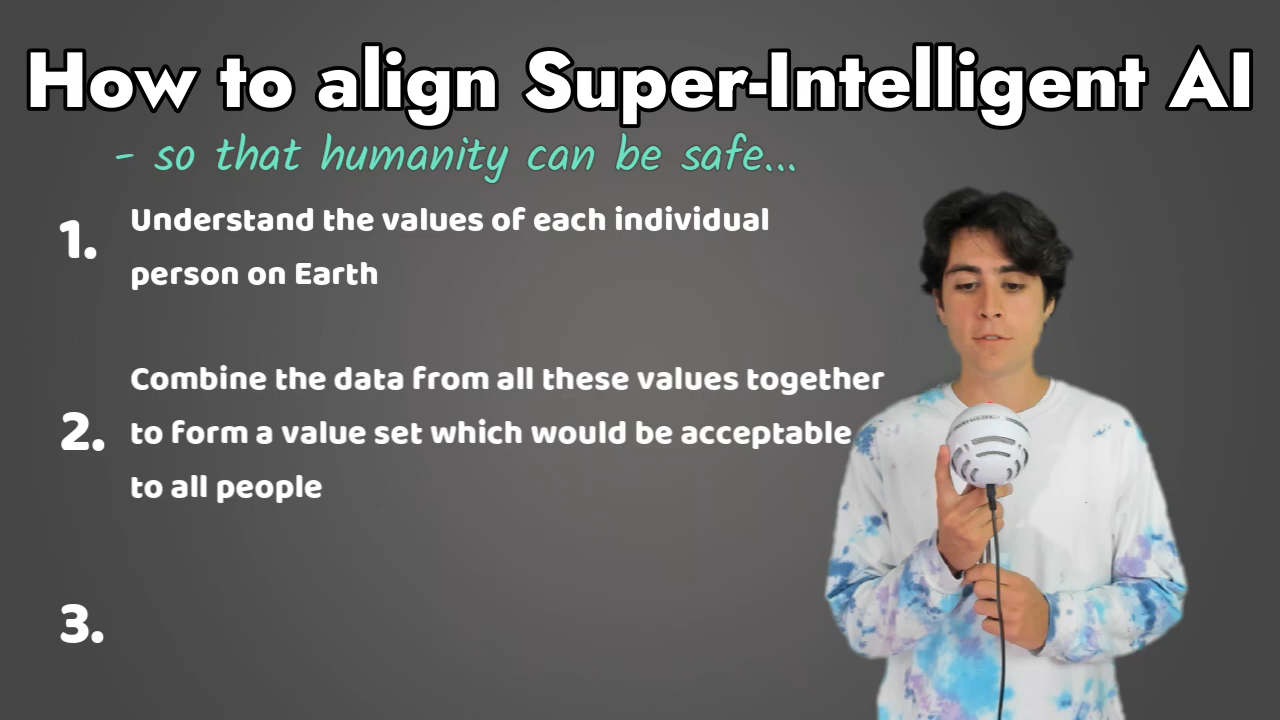 How to align Super-Intelligent AI
- so that humanity can be safe...
1. Understand the values of each individual
person on Earth
Combine the data from all these values together
2. to form a value set which would be acceptable
to all people
3.